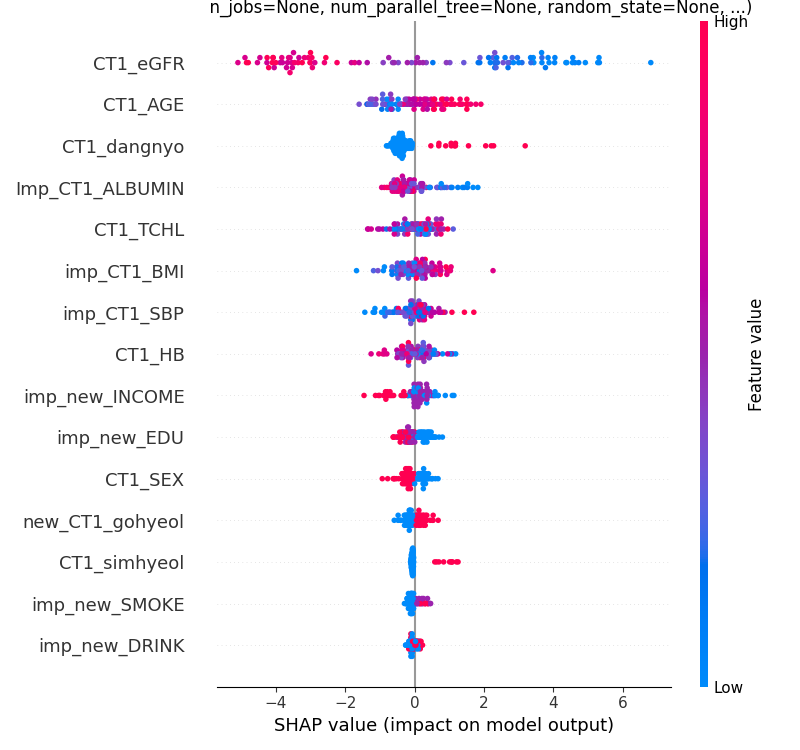 n_jobs=None, num_parallel_tree=None, random_state=None, ...)
High
CT1_eGFR
CT1_AGE
CT1_dangnyo
Imp_CT1_ALBUMIN
CT1_TCHL
imp_CT1_BMI
imp_CT1_SBP
CT1_HB
imp_new_INCOME
imp_new_EDU
CT1_SEX
new_CT1_gohyeol
CT1_simhyeol
imp_new_SMOKE
imp_new_DRINK
Feature value
Low
−4 −2 0 2 4 6
SHAP value (impact on model output)